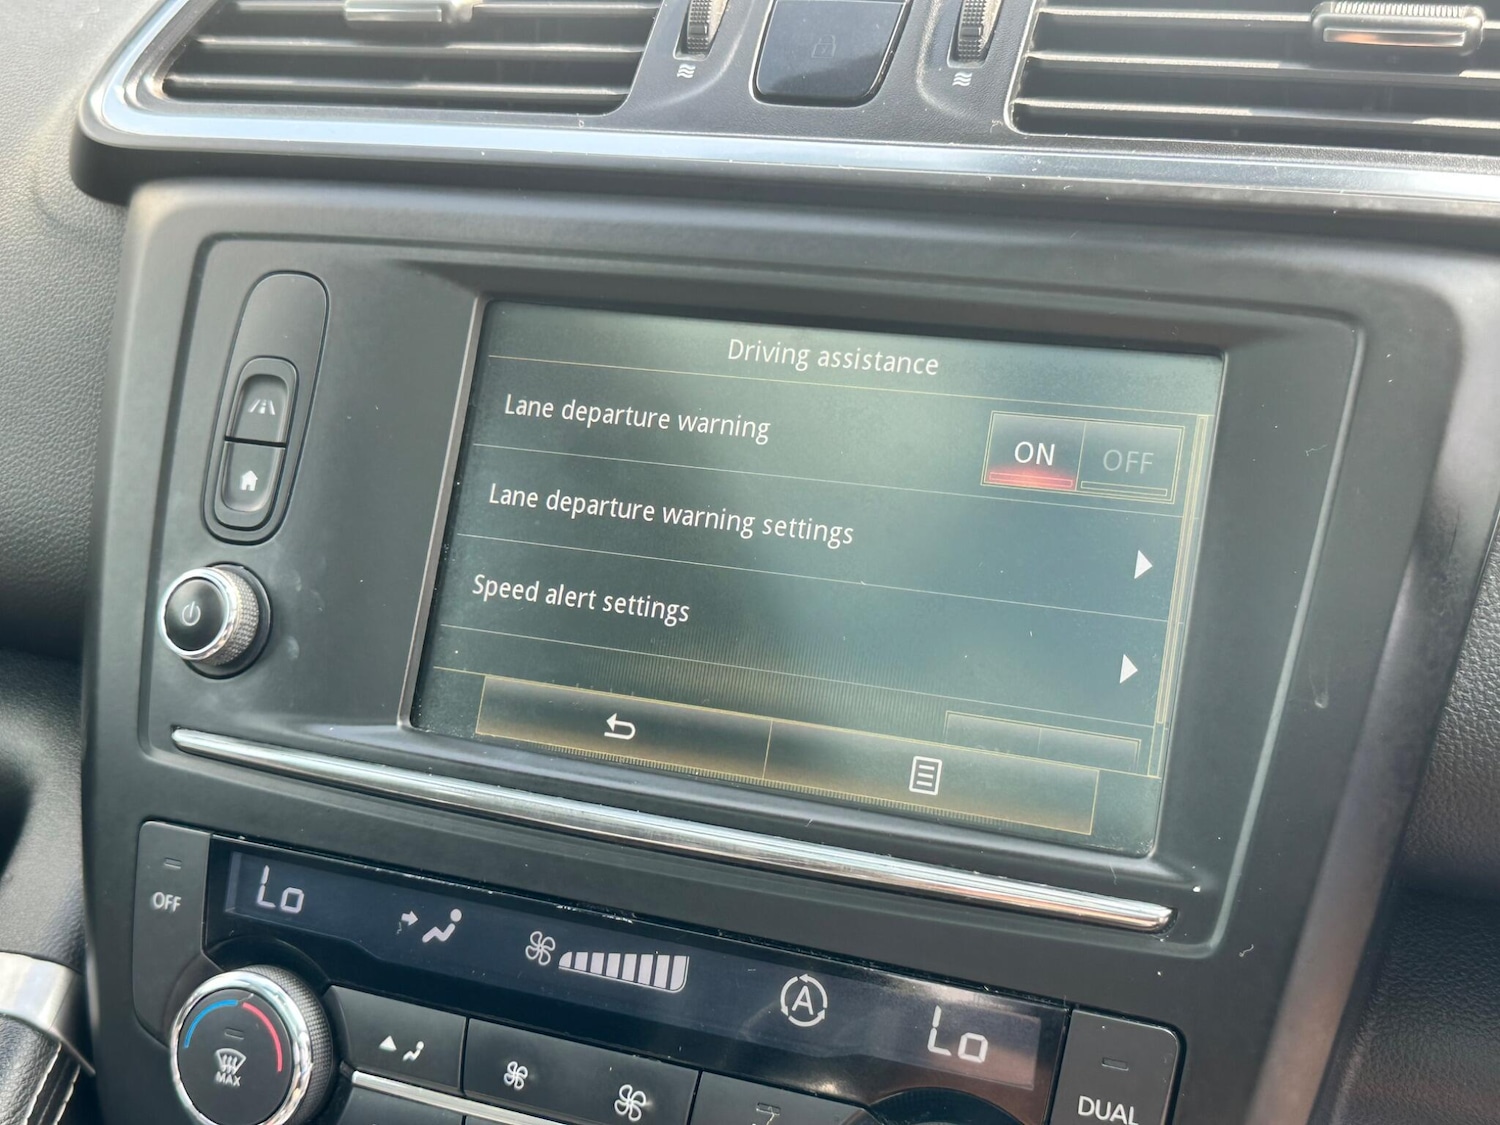 Driving assistance
Lane departure warning
ON OFF
Lane departure warning settings
Speed alert settings
OFF
Lo
A
Lo
MAX
DUAL